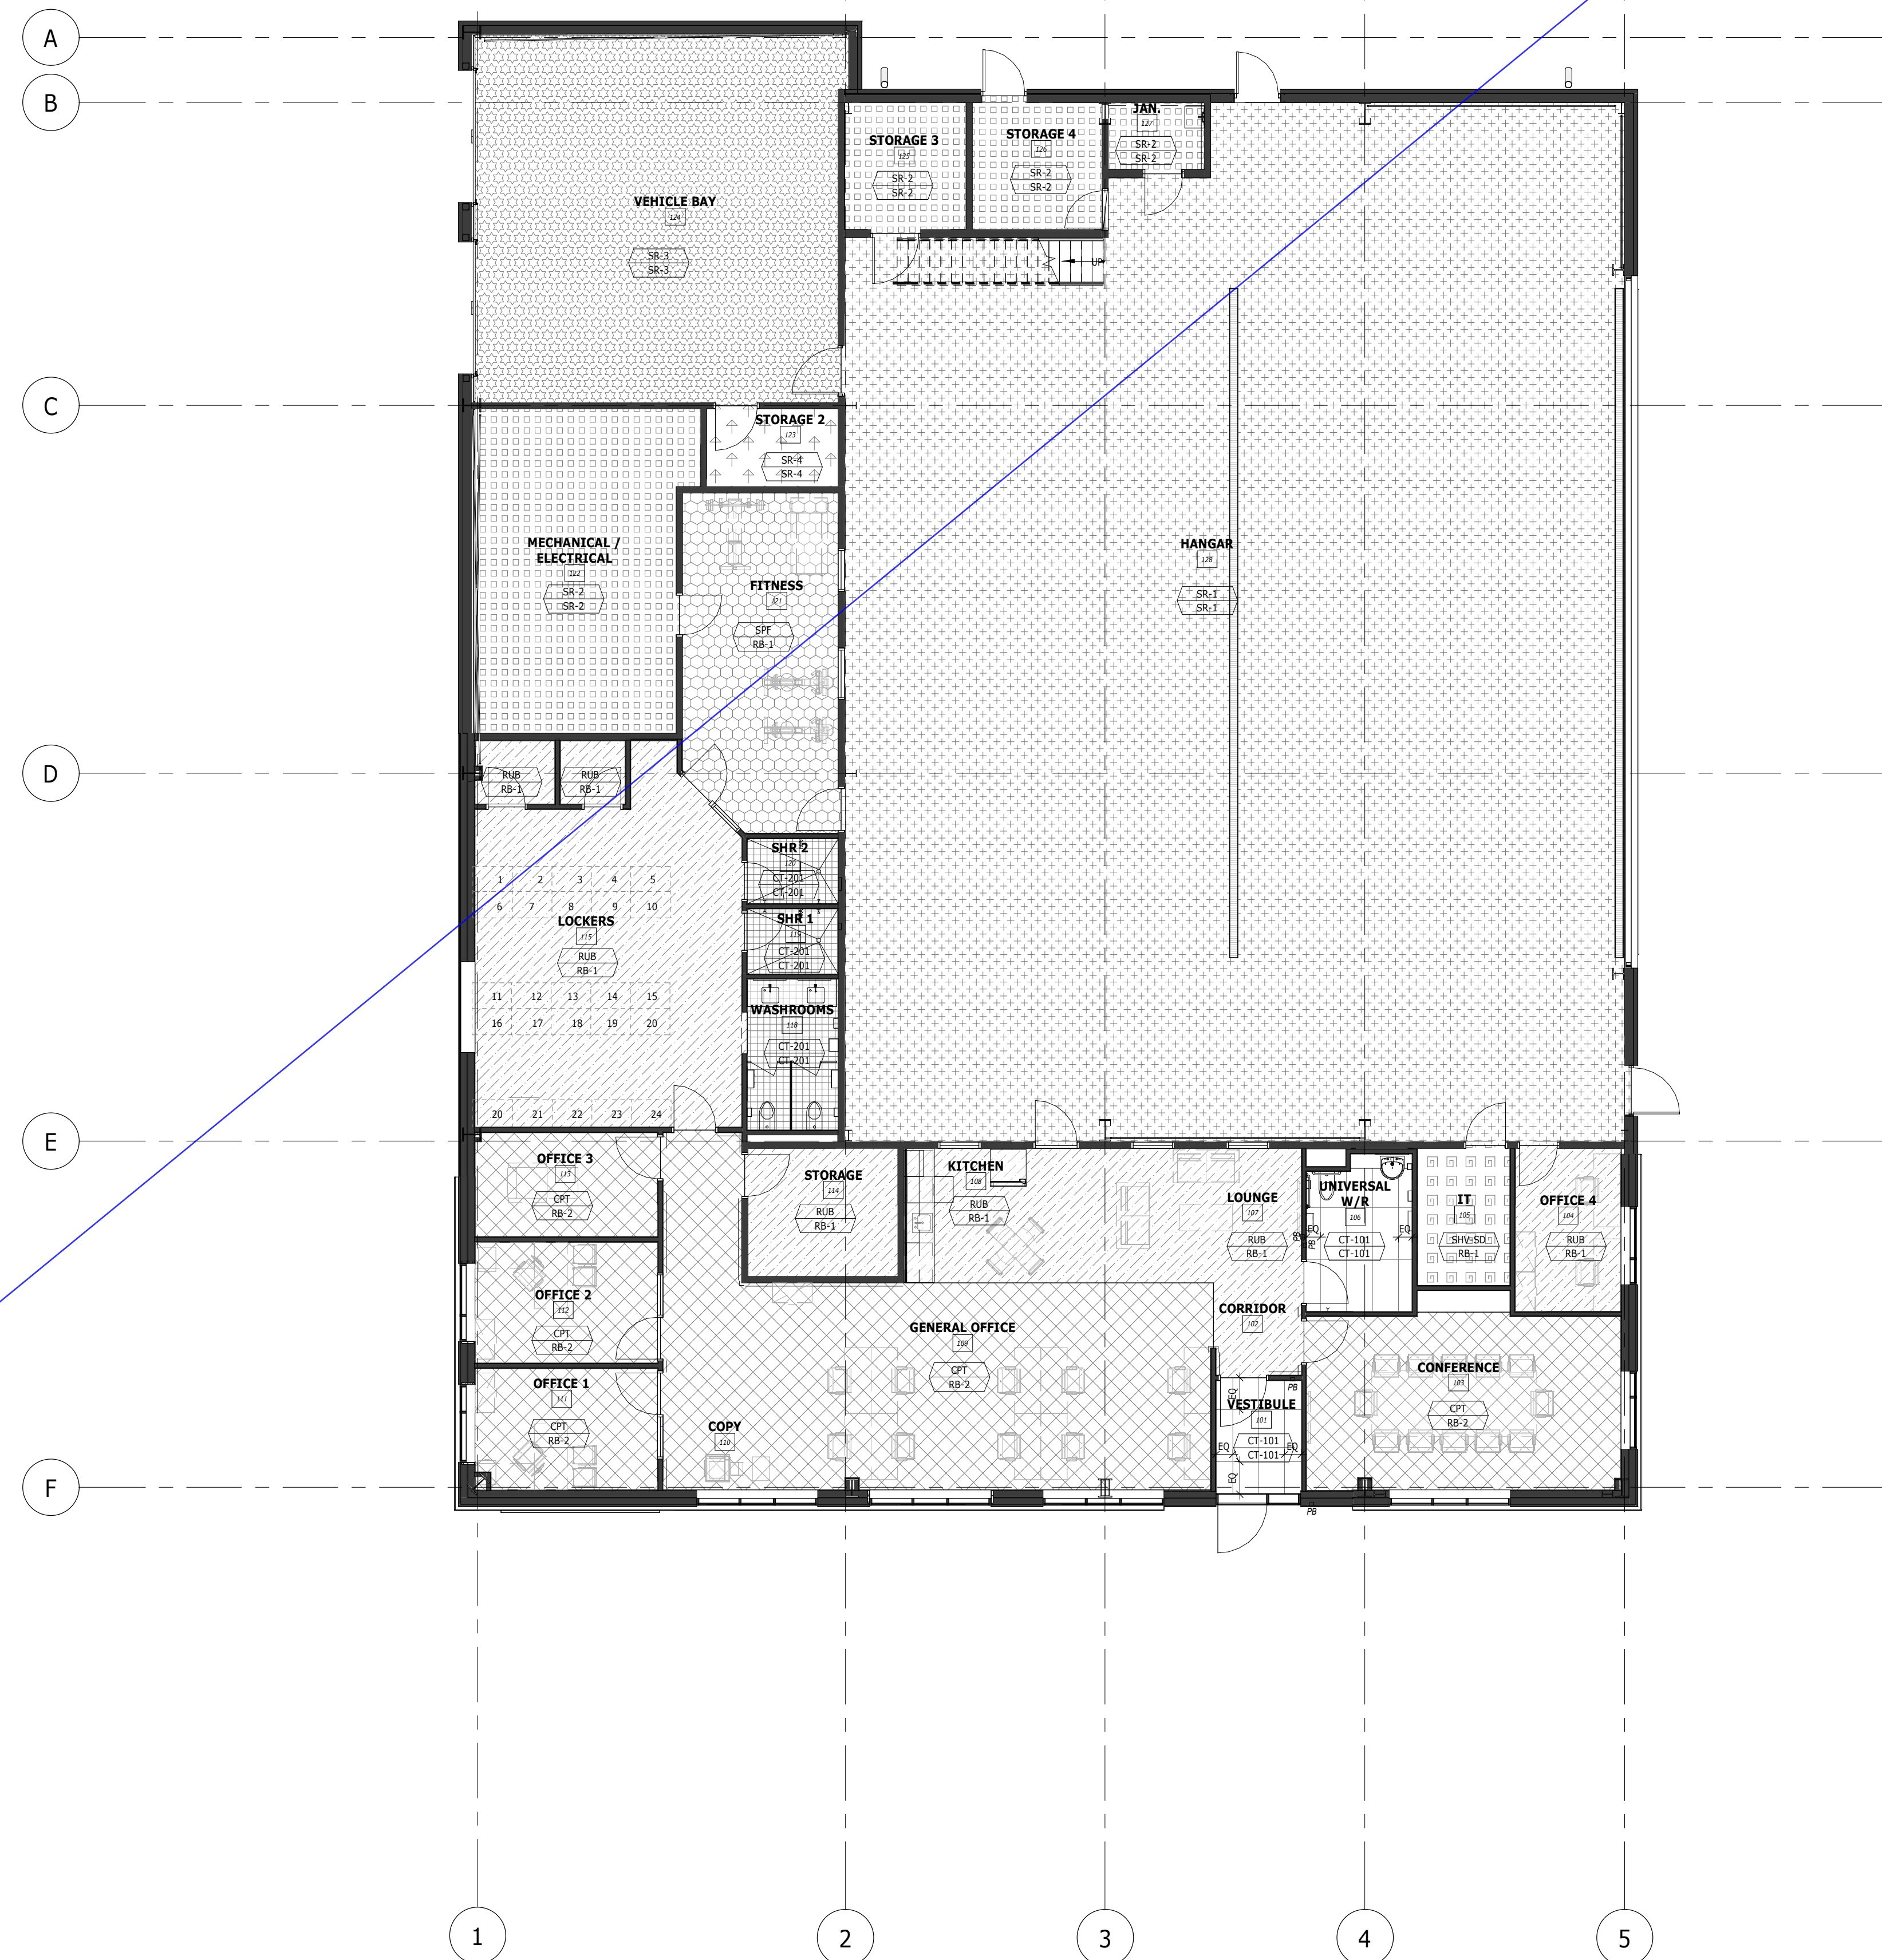 A
B
JAN.
127
SR-2
SR-2
STORAGE 3
125
SR-2
SR-2
STORAGE 4
126
SR-2
SR-2
VEHICLE BAY
124
SR-3
SR-3
UP
C
STORAGE 2
123
SR-4
SR-4
MECHANICAL /
ELECTRICAL
122
SR-2
SR-2
HANGAR
128
SR-1
SR-1
FITNESS
121
SPF
RB-1
D
RUB
RB-1
RUB
RB-1
SHR 2
120
CT-201
CT-201
1 2 3 4 5
6 7 8 9 10
LOCKERS
115
RUB
RB-1
SHR 1
119
CT-201
CT-201
11 12 13 14 15
16 17 18 19 20
WASHROOMS
118
CT-201
CT-201
20 21 22 23 24
E
OFFICE 3
113
CPT
RB-2
STORAGE
114
RUB
RB-1
KITCHEN
108
RUB
RB-1
LOUNGE
107
RUB
RB-1
UNIVERSAL
W/R
106
EQ
EQ
PB
PB
CT-101
CT-101
IT
105
SHV-SD
RB-1
OFFICE 4
104
RUB
RB-1
OFFICE 2
112
CPT
RB-2
CORRIDOR
102
GENERAL OFFICE
109
CPT
RB-2
CONFERENCE
103
CPT
RB-2
OFFICE 1
111
CPT
RB-2
COPY
110
PB
EQ
VESTIBULE
101
CT-101
CT-101
EQ
EQ
EQ
PB
F
1
2
3
4
5